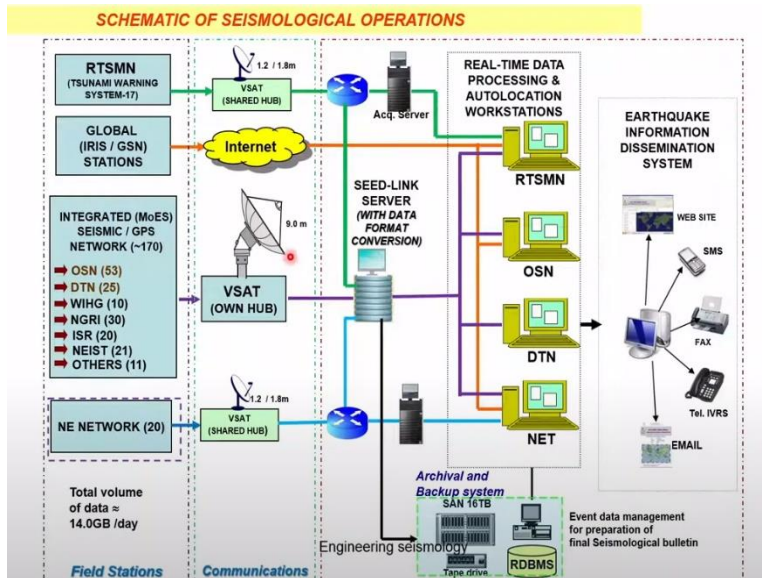 SCHEMATIC OF SEISMOLOGICAL OPERATIONS
RTSMN
(TSUNAMI WARNING
SYSTEM-17)
1.2 / 1.8m
VSAT
(SHARED HUB)
Acq. Server
REAL-TIME DATA
PROCESSING &
AUTOLOCATION
WORKSTATIONS
GLOBAL
(IRIS / GSN)
STATIONS
Internet
RTSMN
EARTHQUAKE
INFORMATION
DISSEMINATION
SYSTEM
INTEGRATED (MoES)
SEISMIC / GPS
NETWORK (~170)
OSN (53)
DTN (25)
WIHG (10)
NGRI (30)
ISR (20)
NEIST (21)
OTHERS (11)
9.0 m
VSAT
(OWN HUB)
SEED-LINK
SERVER
(WITH DATA
FORMAT
CONVERSION)
OSN
DTN
NET
WEB SITE
SMS
FAX
Tel. IVRS
EMAIL
NE NETWORK (20)
1.2 / 1.8m
VSAT
(SHARED HUB)
Total volume
of data ≈
14.0GB /day
Archival and
Backup system
SAN 16TB
Engineering seismology
Tape drive
RDBMS
Event data management
for preparation of
final Seismological bulletin
Field Stations
Communications